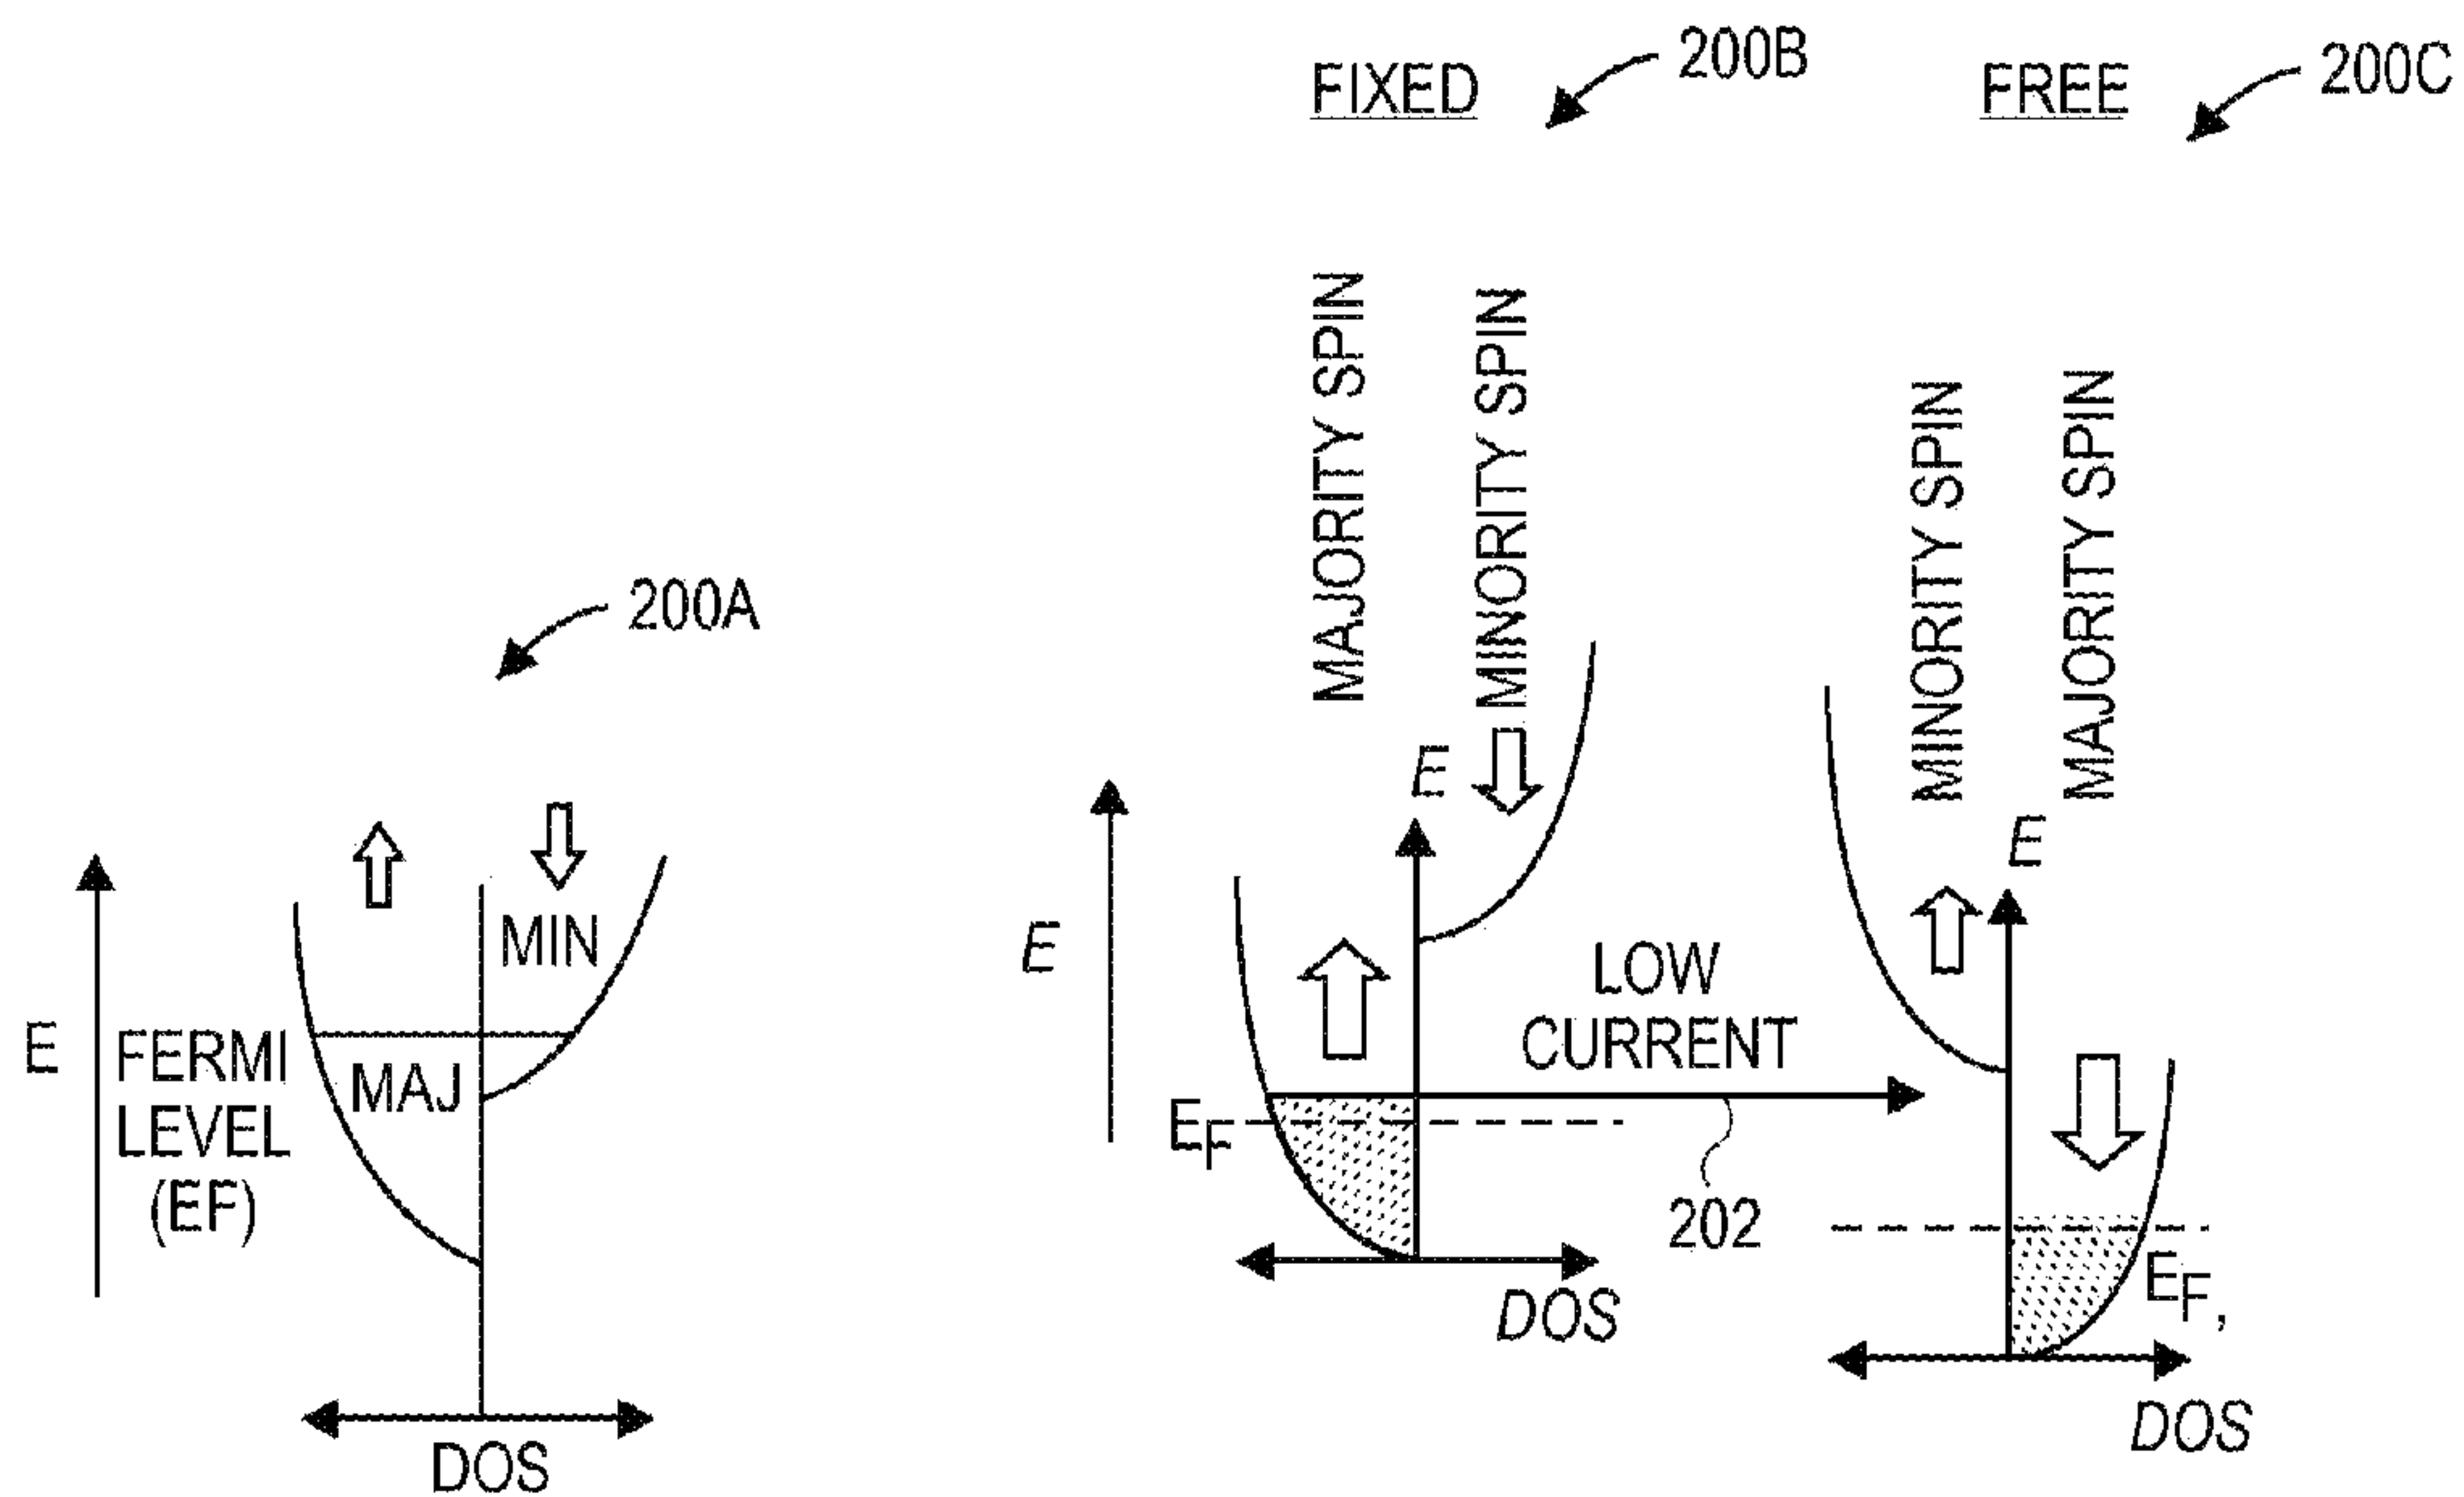 200A
E
FERMI
LEVEL
(EF)
MAJ
MIN
DOS
FIXED
200B
MAJORITY SPIN
MINORITY SPIN
E
E
EF
LOW
CURRENT
202
DOS
FREE
200C
MINORITY SPIN
MAJORITY SPIN
E
EF,
DOS